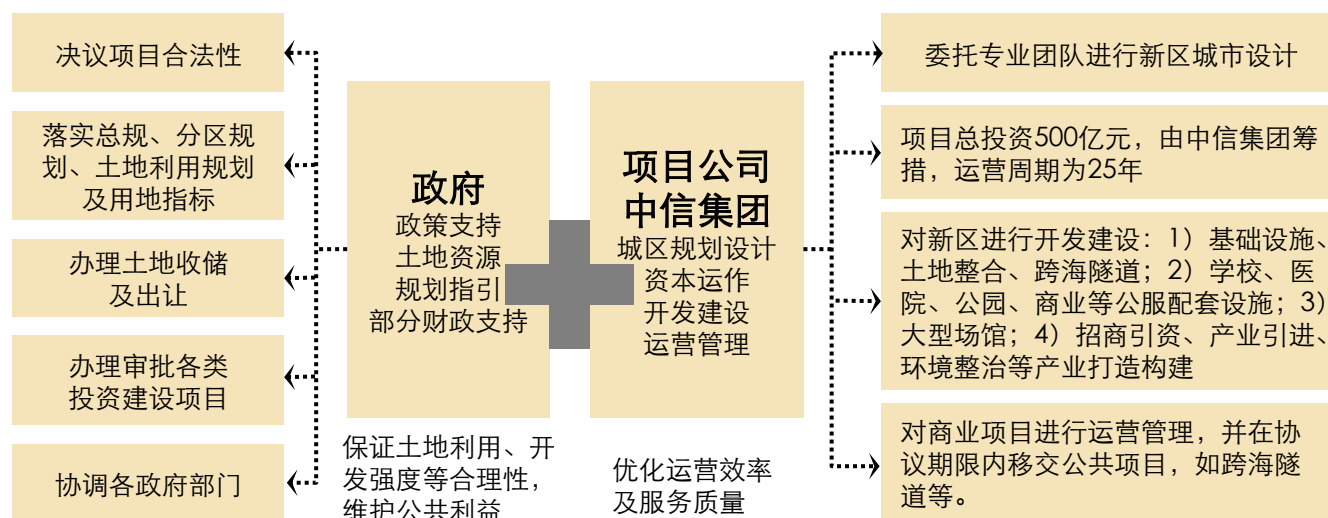 决议项目合法性
落实总规、分区规
划、土地利用规划
及用地指标
办理土地收储
及出让
办理审批各类
投资建设项目
协调各政府部门
政府
政策支持
土地资源
规划指引
部分财政支持
保证土地利用、开
发强度等合理性，
维护公共利益
项目公司
中信集团
城区规划设计
资本运作
开发建设
运营管理
优化运营效率
及服务质量
委托专业团队进行新区城市设计
项目总投资500亿元，由中信集团筹
措，运营周期为25年
对新区进行开发建设：1）基础设施、
土地整合、跨海隧道；2）学校、医
院、公园、商业等公服配套设施；3）
大型场馆；4）招商引资、产业引进、
环境整治等产业打造构建
对商业项目进行运营管理，并在协
议期限内移交公共项目，如跨海隧
道等。